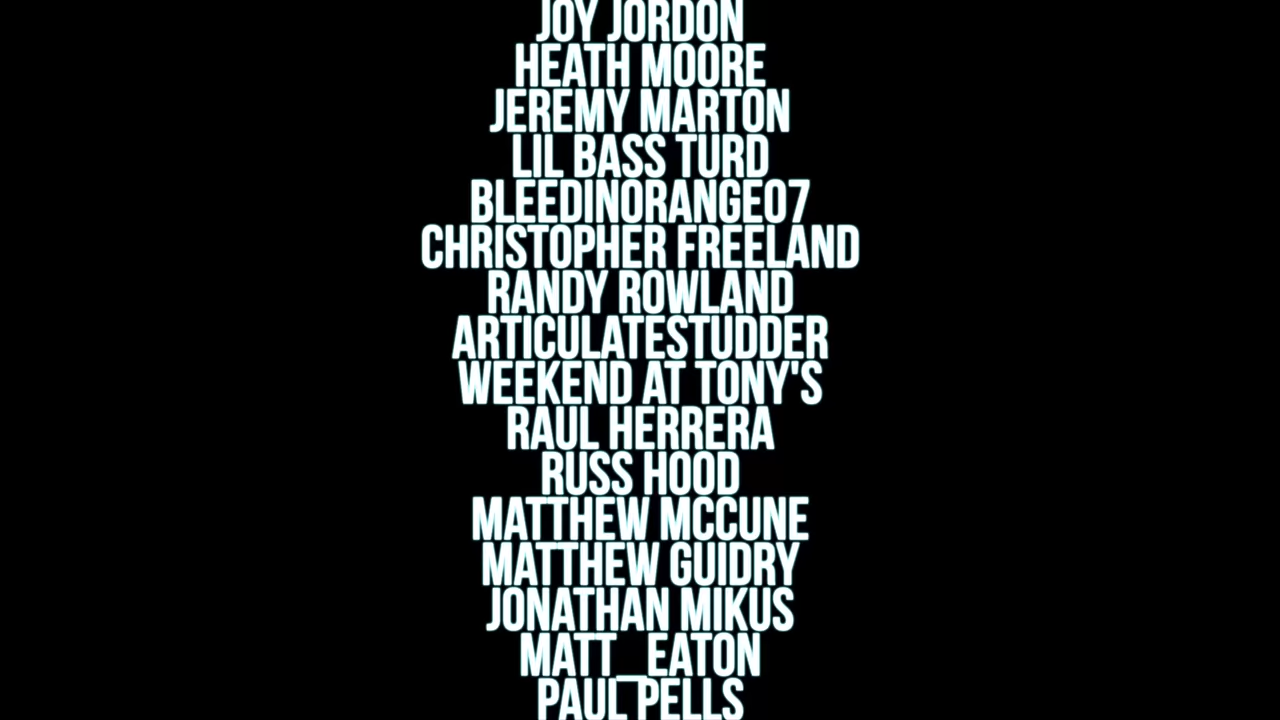 JOY JORDON
HEATH MOORE
JEREMY MARTON
LIL BASS TURD
BLEEDINORANGE07
CHRISTOPHER FREELAND
RANDY ROWLAND
ARTICULATESTUDDER
WEEKEND AT TONY'S
RAUL HERRERA
RUSS HOOD
MATTHEW MCCUNE
MATTHEW GUIDRY
JONATHAN MIKUS
MATT_EATON
PAUL PELLS